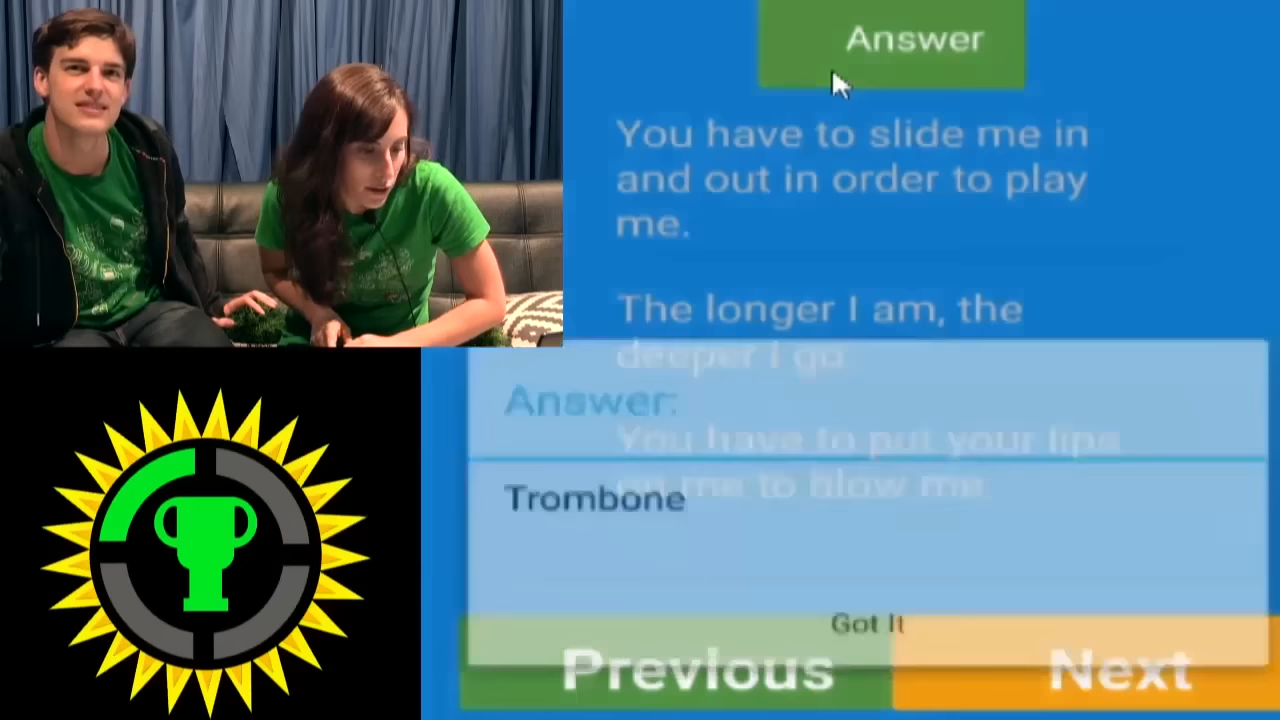 Answer
You have to slide me in
and out in order to play
me.
The longer I am, the
deeper I go
Answer:
You have to put your lips
on me to blow me
Trombone
Got It
Previous
Next